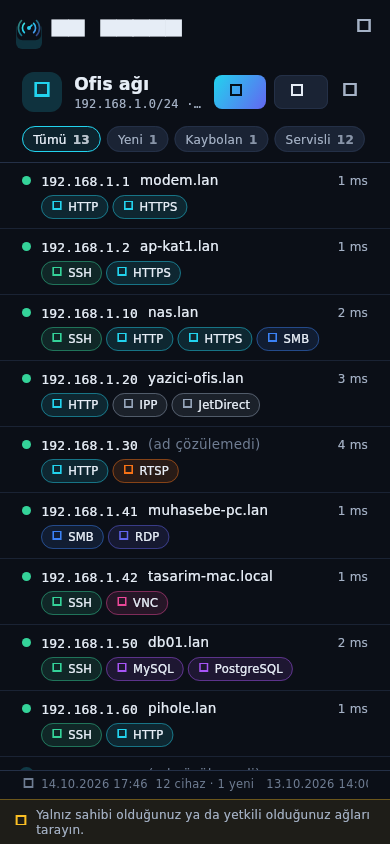 Ofis ağı
192.168.1.0/24 ·…
Tümü 13 Yeni 1 Kaybolan 1 Servisli 12
192.168.1.1 modem.lan 1 ms
HTTP HTTPS
192.168.1.2 ap-kat1.lan 1 ms
SSH HTTPS
192.168.1.10 nas.lan 2 ms
SSH HTTP HTTPS SMB
192.168.1.20 yazici-ofis.lan 3 ms
HTTP IPP JetDirect
192.168.1.30 (ad çözülemedi) 4 ms
HTTP RTSP
192.168.1.41 muhasebe-pc.lan 1 ms
SMB RDP
192.168.1.42 tasarim-mac.local 1 ms
SSH VNC
192.168.1.50 db01.lan 2 ms
SSH MySQL PostgreSQL
192.168.1.60 pihole.lan 1 ms
SSH HTTP
14.10.2026 17:46 12 cihaz · 1 yeni 13.10.2026
Yalnız sahibi olduğunuz ya da yetkili olduğunuz ağları
tarayın.